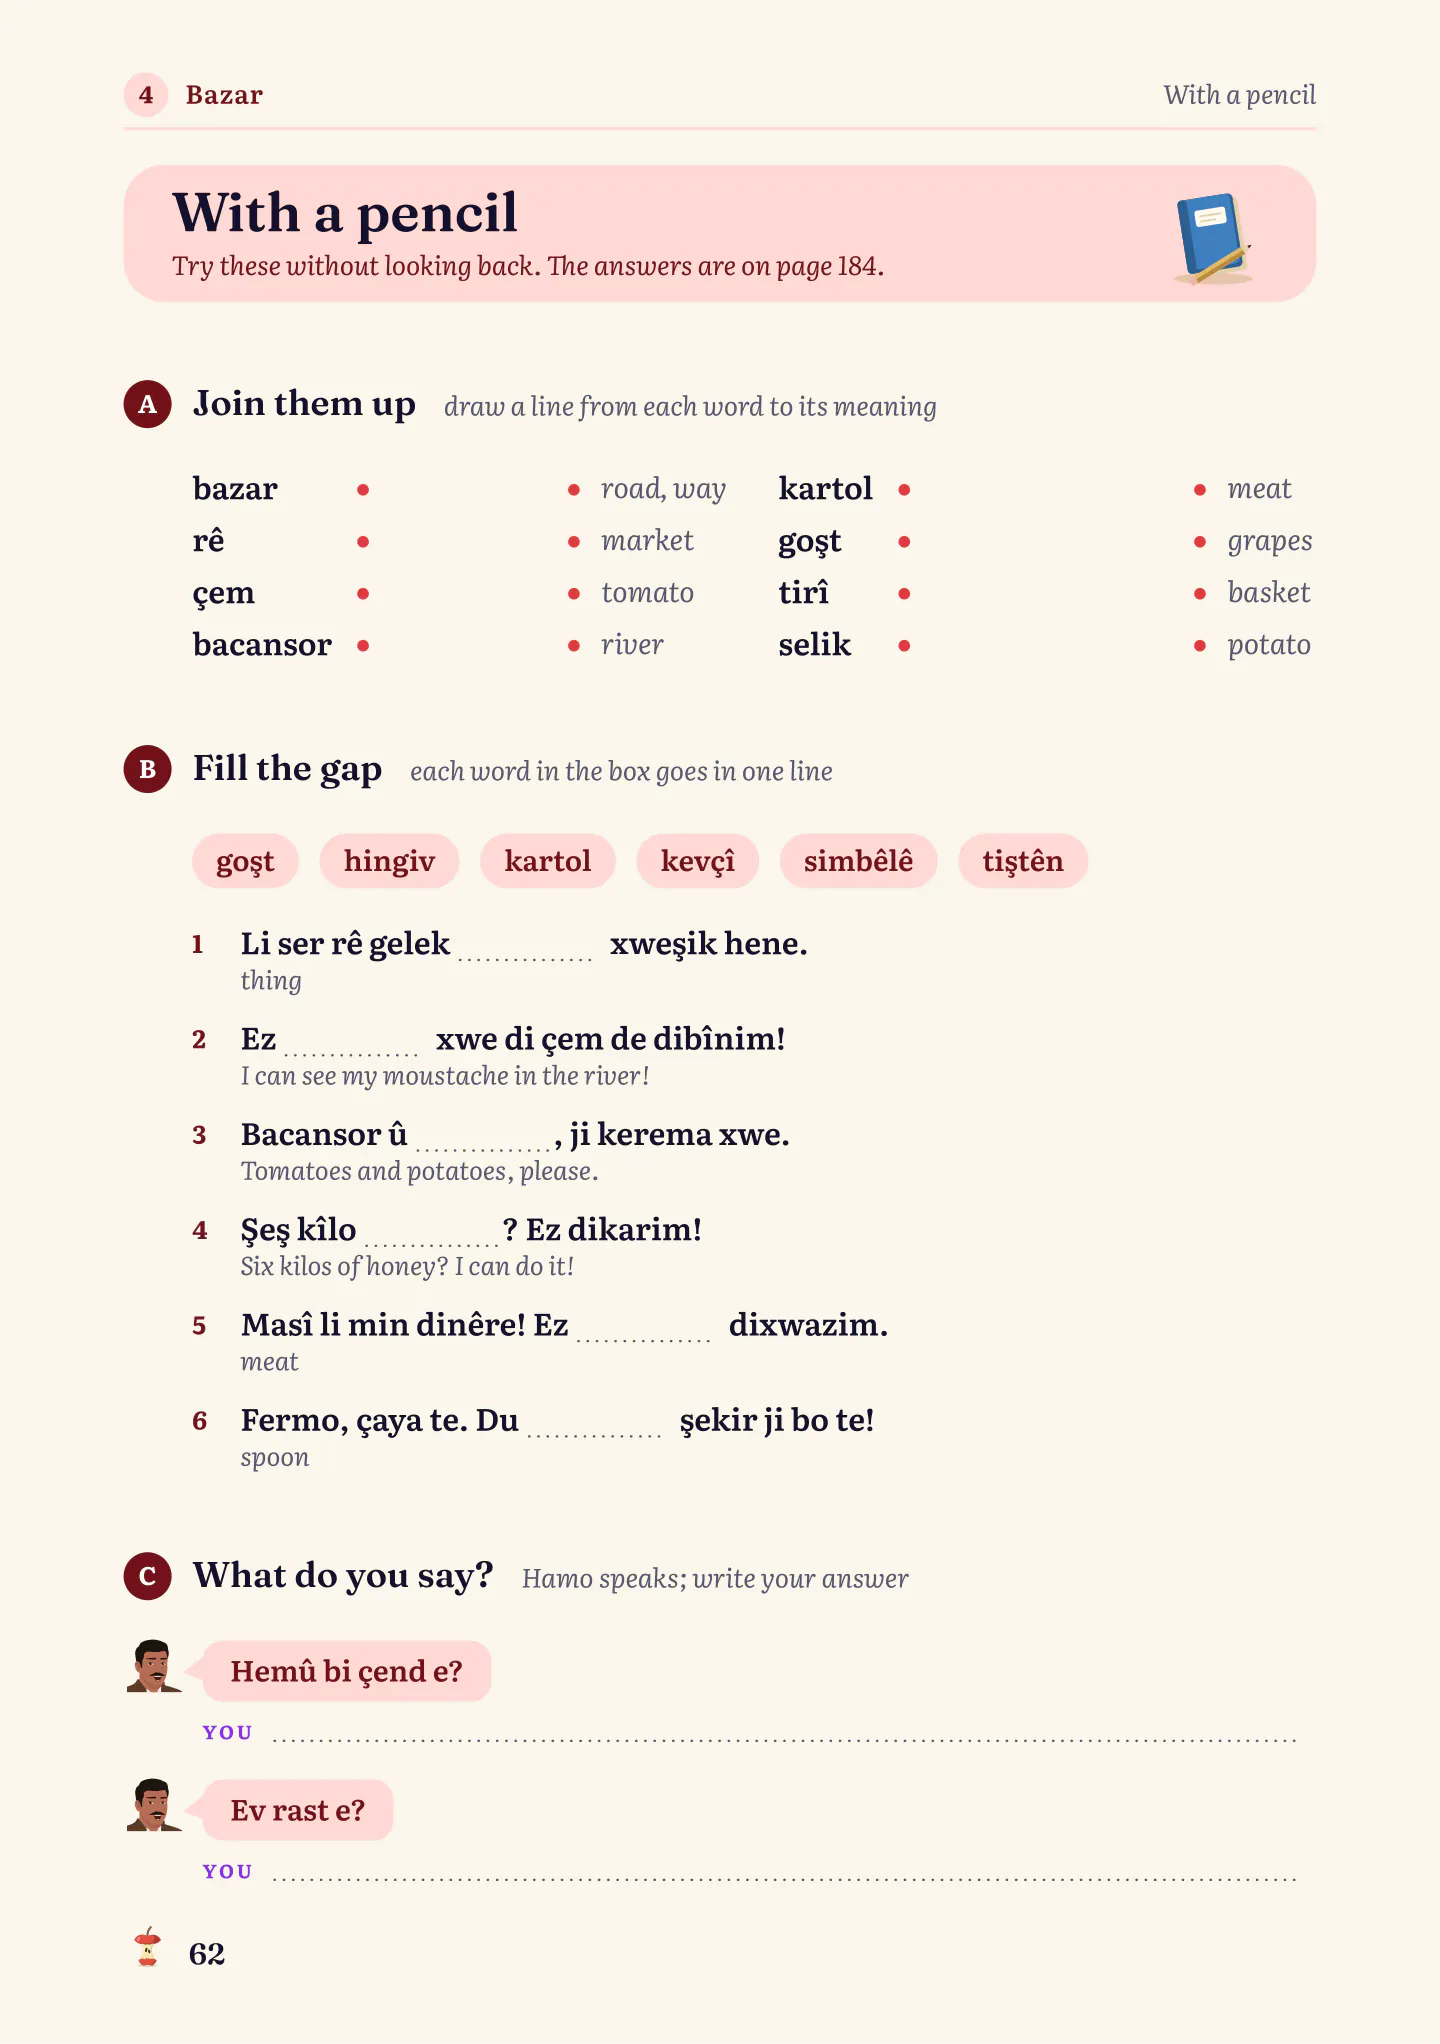 4 Bazar With a pencil
With a pencil
Try these without looking back. The answers are on page 184.
A Join them up draw a line from each word to its meaning
bazar road, way kartol meat
rê market goşt grapes
çem tomato tirî basket
bacansor river selik potato
B Fill the gap each word in the box goes in one line
goşt hingiv kartol kevçî simbêlê tiştên
1 Li ser rê gelek ............... xweşik hene.
thing
2 Ez ............... xwe di çem de dibînim!
I can see my moustache in the river!
3 Bacansor û ..............., ji kerema xwe.
Tomatoes and potatoes, please.
4 Şeş kîlo ...............? Ez dikarim!
Six kilos of honey? I can do it!
5 Masî li min dinêre! Ez ............... dixwazim.
meat
6 Fermo, çaya te. Du ............... şekir ji bo te!
spoon
C What do you say? Hamo speaks; write your answer
Hemû bi çend e?
YOU
Ev rast e?
YOU
62